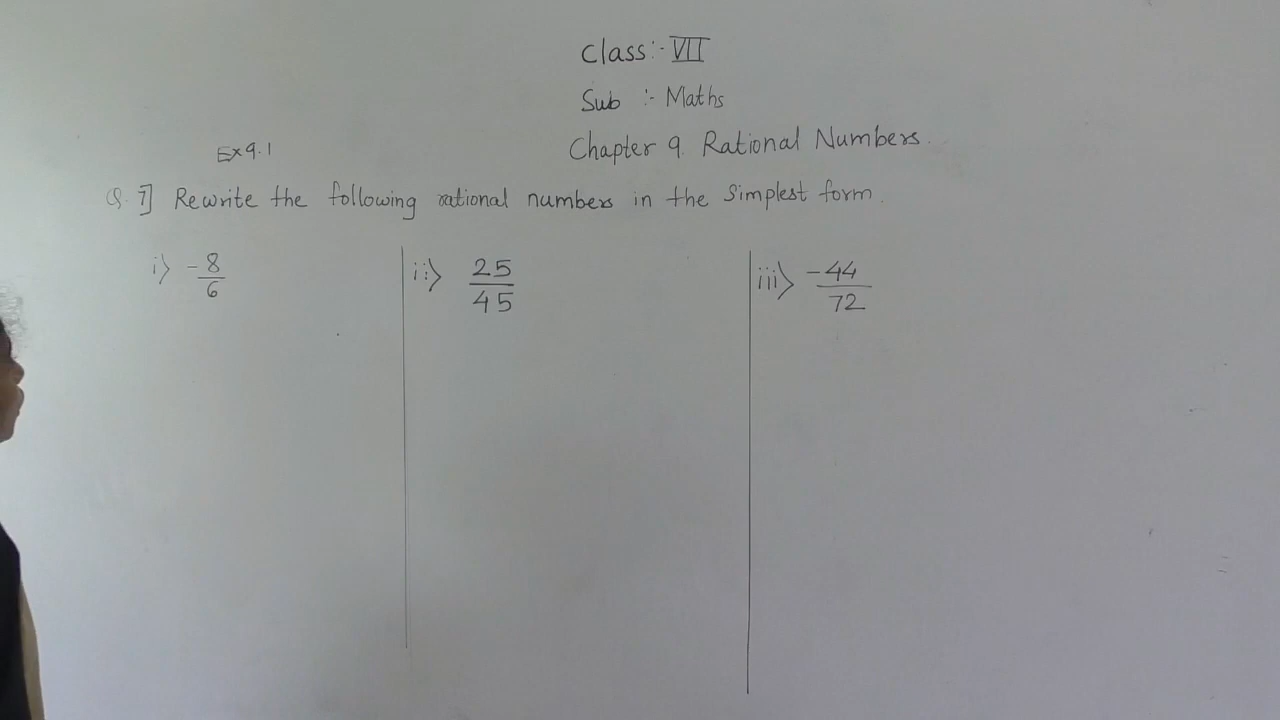 Class:- VII
Sub :- Maths
Chapter 9. Rational Numbers.
Ex 9.1
Q. 7] Rewrite the following rational numbers in the simplest form.
i) -8/6
ii) 25/45
iii) -44/72